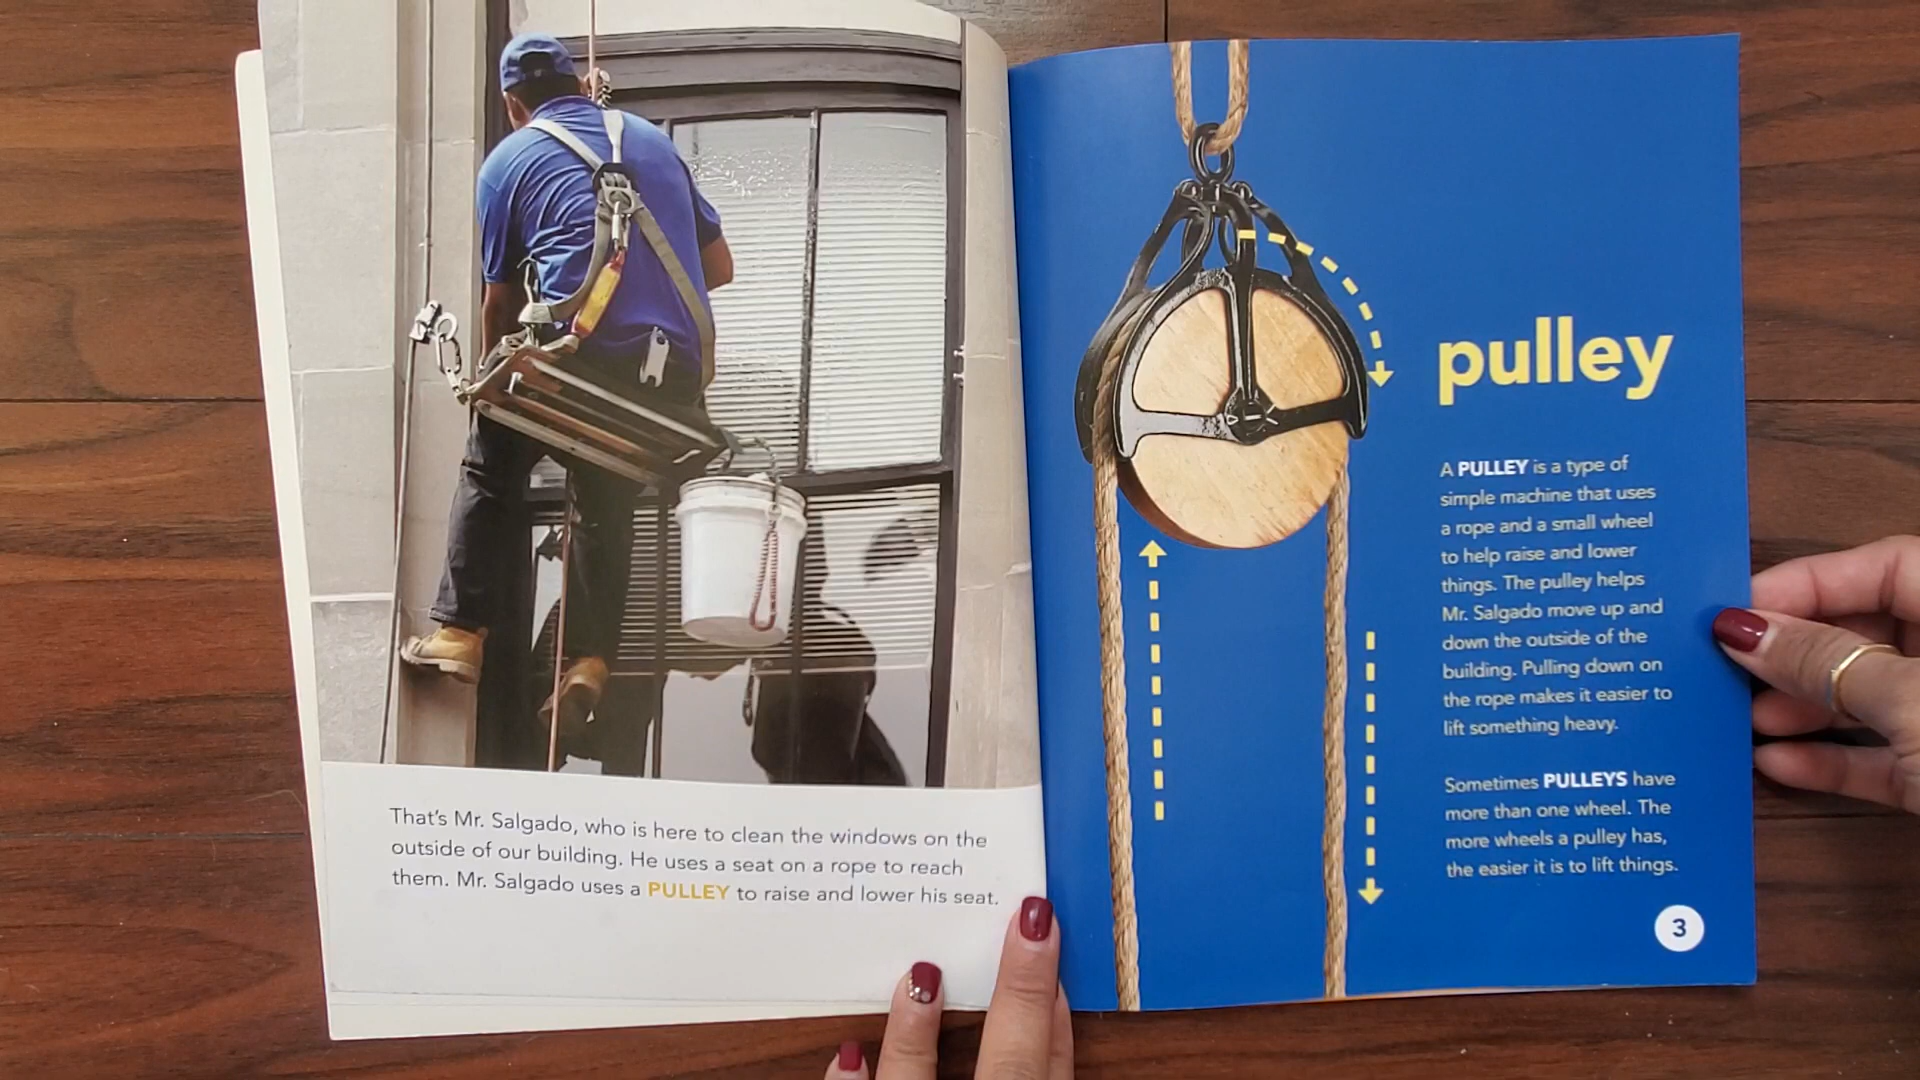 That's Mr. Salgado, who is here to clean the windows on the
outside of our building. He uses a seat on a rope to reach
them. Mr. Salgado uses a PULLEY to raise and lower his seat.
pulley
A PULLEY is a type of
simple machine that uses
a rope and a small wheel
to help raise and lower
things. The pulley helps
Mr. Salgado move up and
down the outside of the
building. Pulling down on
the rope makes it easier to
lift something heavy.
Sometimes PULLEYS have
more than one wheel. The
more wheels a pulley has,
the easier it is to lift things.
3